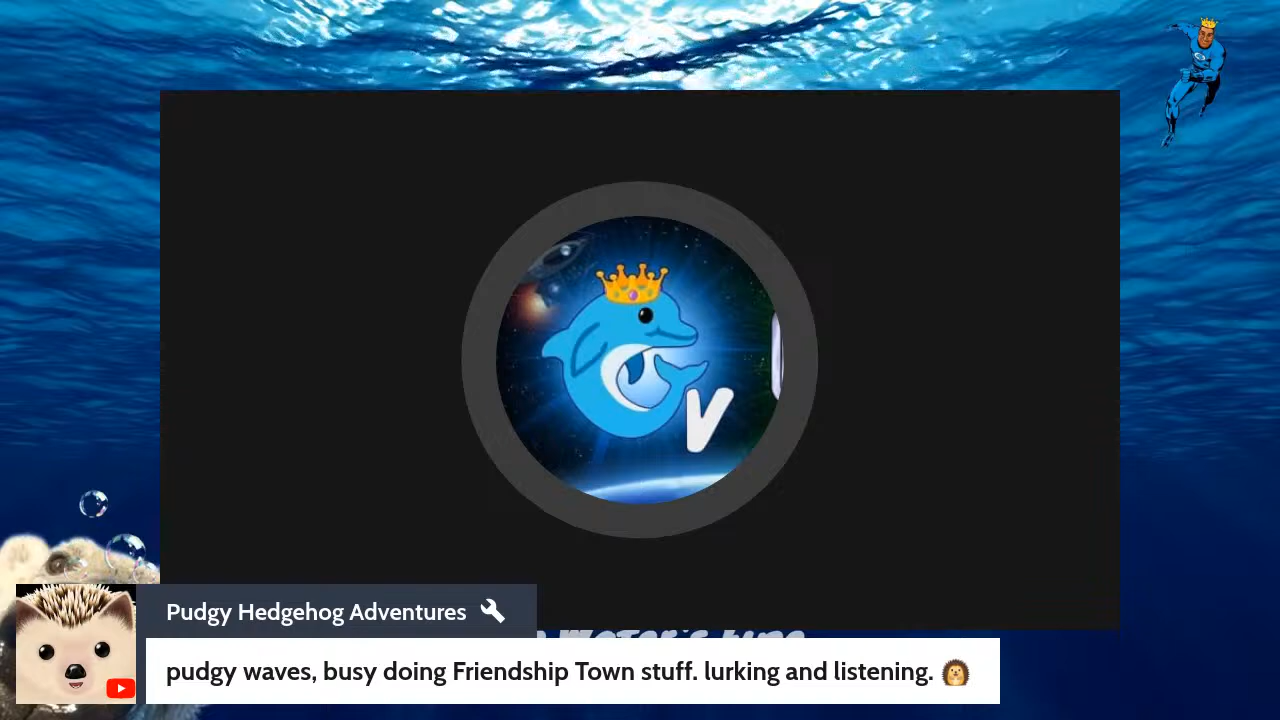 V
Pudgy Hedgehog Adventures
pudgy waves, busy doing Friendship Town stuff. lurking and listening. 🦔